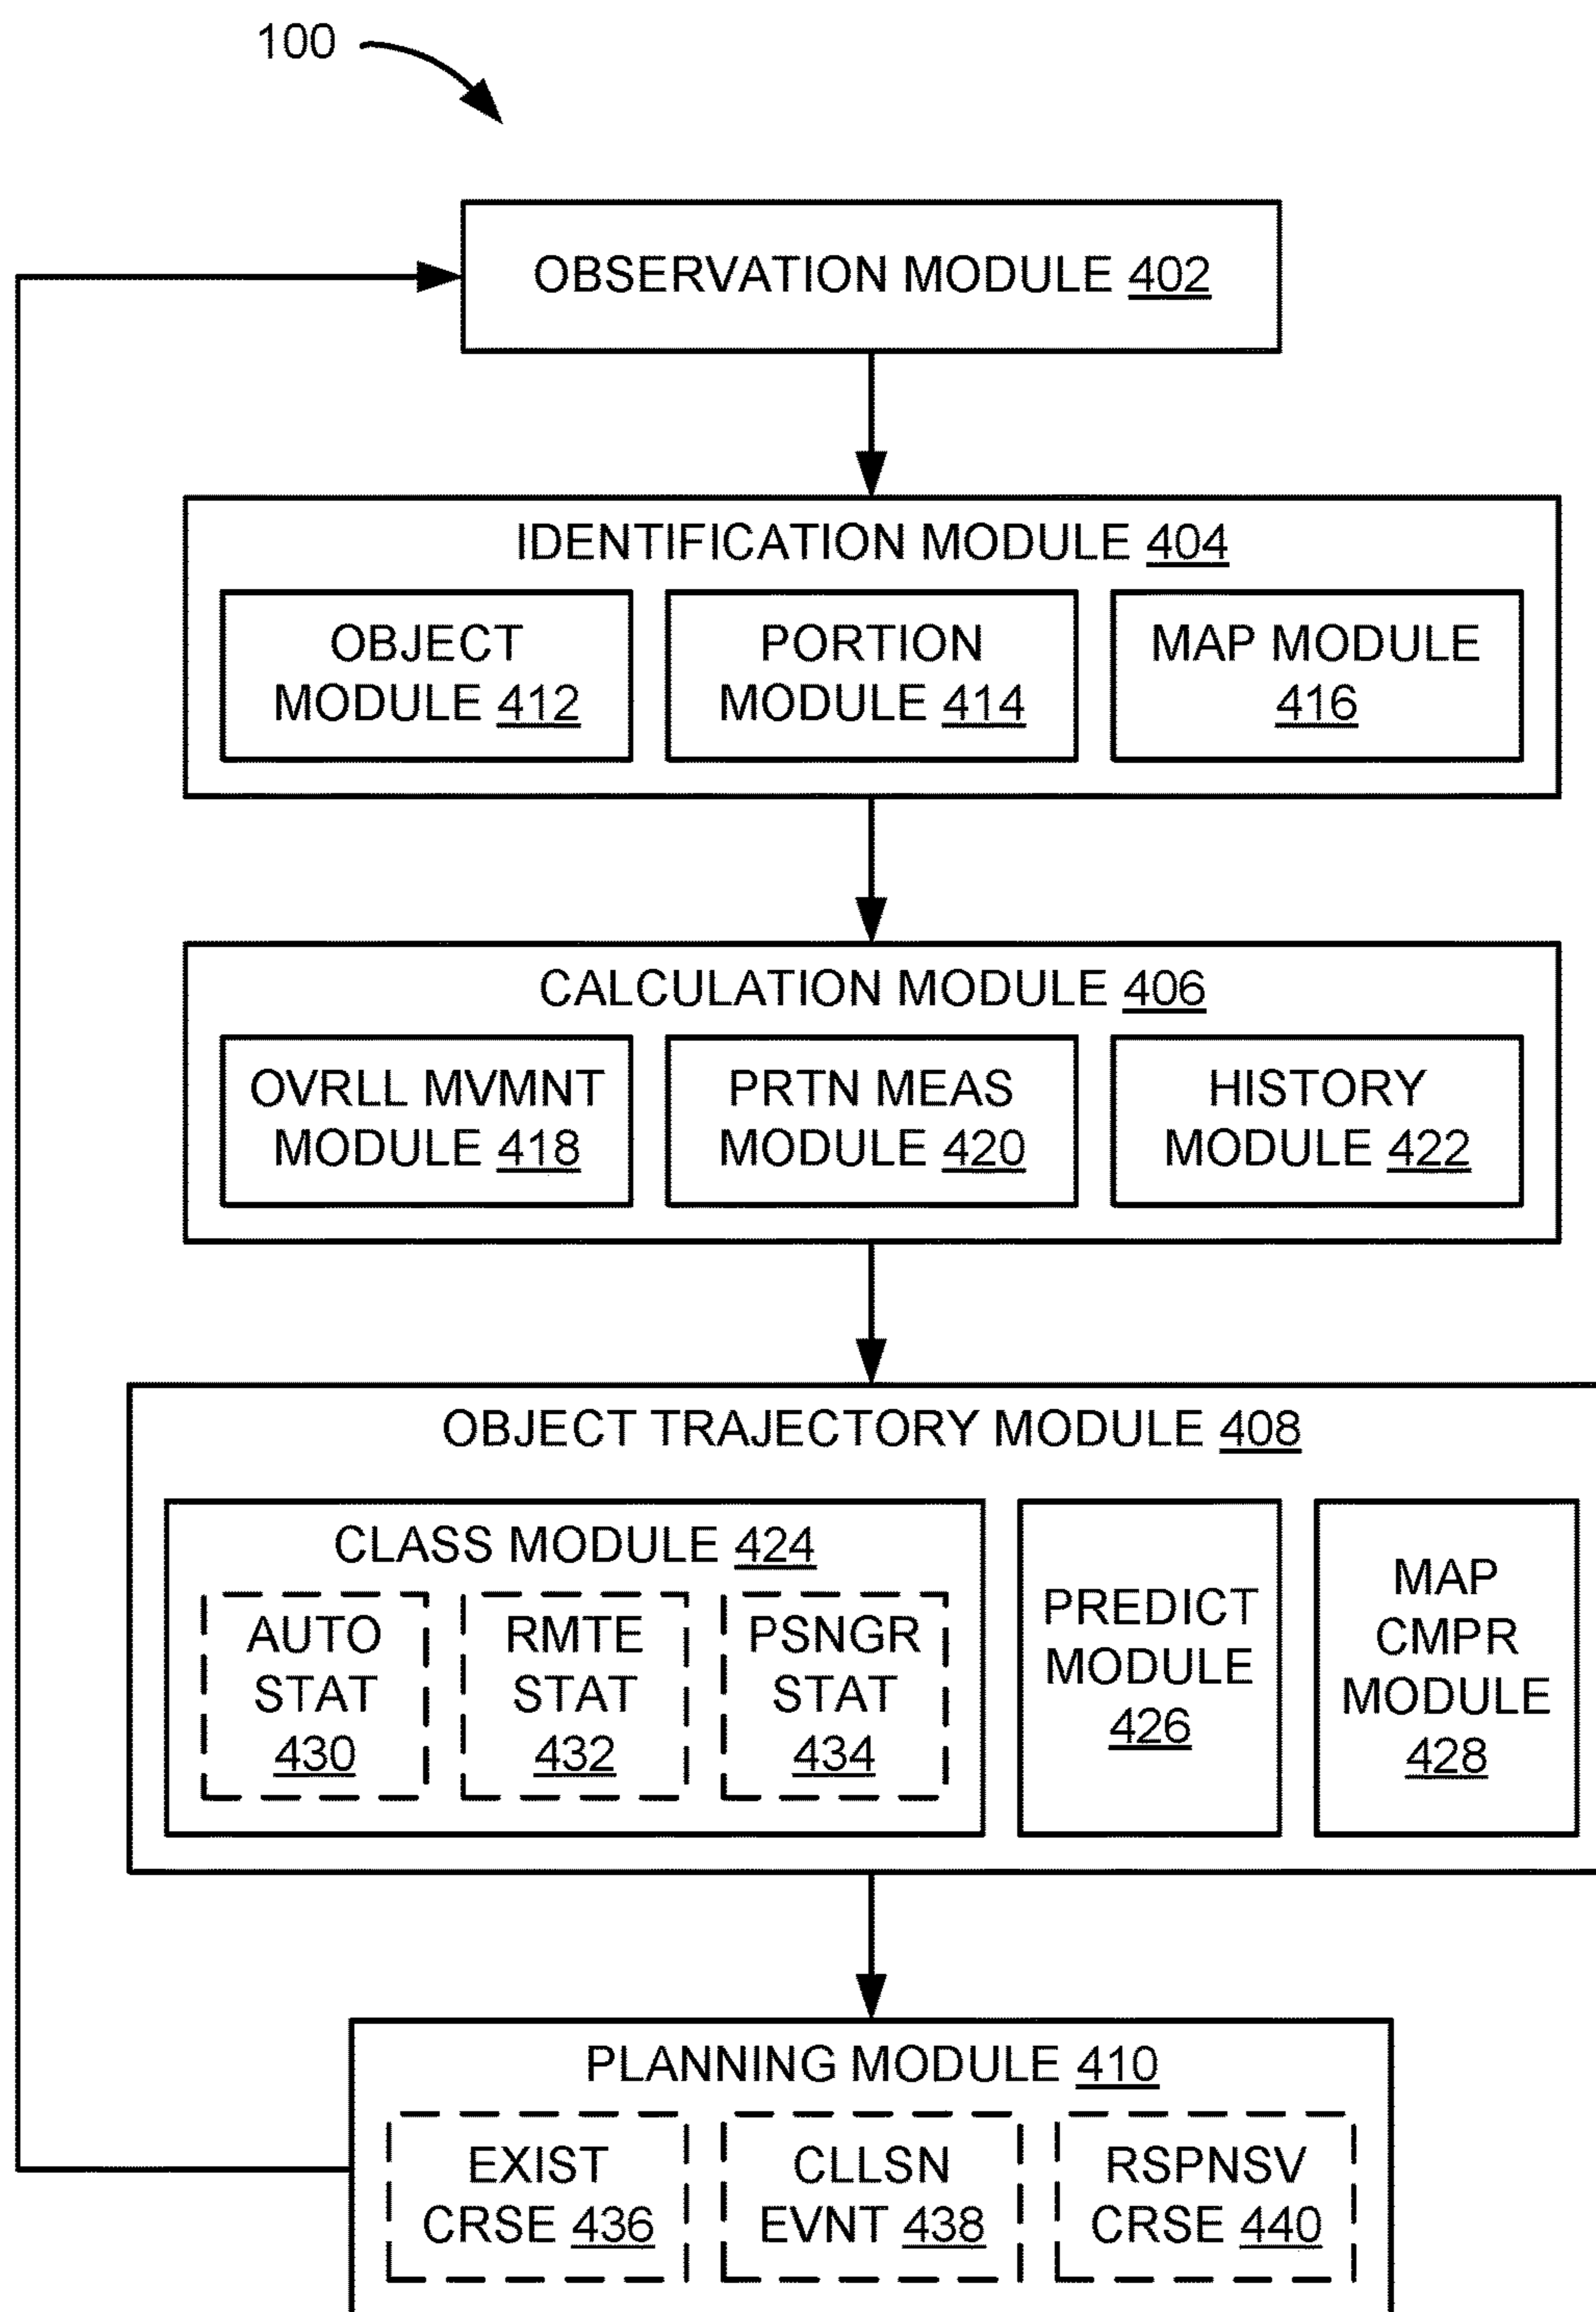 100
OBSERVATION MODULE 402
IDENTIFICATION MODULE 404
OBJECT
MODULE 412
PORTION
MODULE 414
MAP MODULE
416
CALCULATION MODULE 406
OVRLL MVMNT
MODULE 418
PRTN MEAS
MODULE 420
HISTORY
MODULE 422
OBJECT TRAJECTORY MODULE 408
CLASS MODULE 424
AUTO
STAT
430
RMTE
STAT
432
PSNGR
STAT
434
PREDICT
MODULE
426
MAP
CMPR
MODULE
428
PLANNING MODULE 410
EXIST
CRSE 436
CLLSN
EVNT 438
RSPNSV
CRSE 440